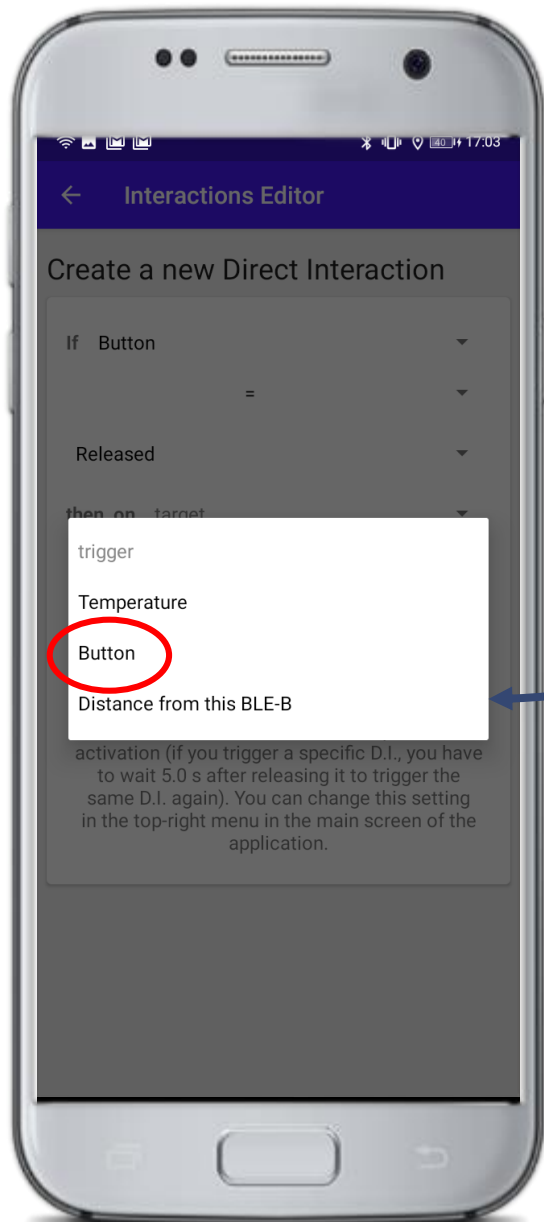 40 17:03
Interactions Editor
Create a new Direct Interaction
If Button
=
Released
then on target
trigger
Temperature
Button
Distance from this BLE-B
activation (if you trigger a specific D.I., you have
to wait 5.0 s after releasing it to trigger the
same D.I. again). You can change this setting
in the top-right menu in the main screen of the
application.